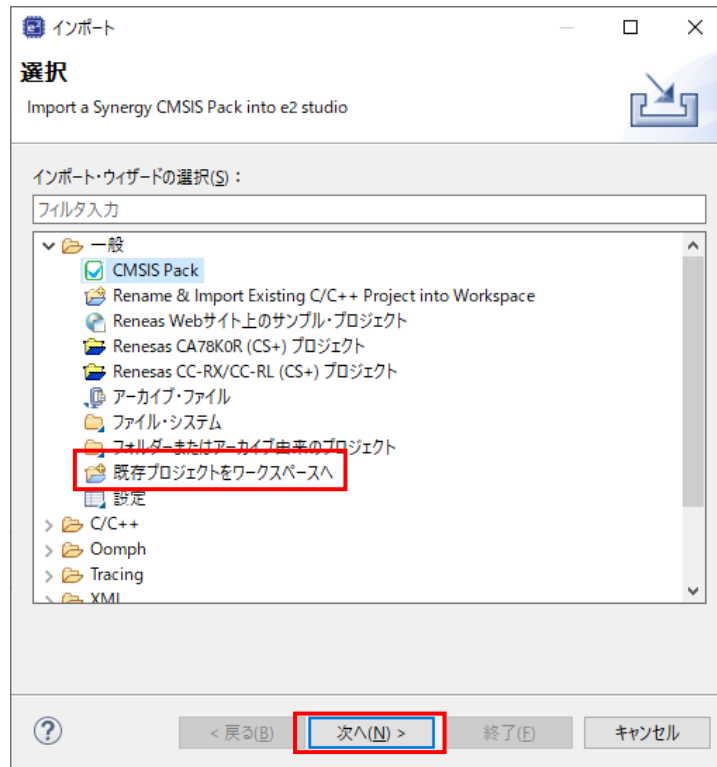 インポート
選択
Import a Synergy CMSIS Pack into e2 studio
インポート・ウィザードの選択(S)：
フィルタ入力
一般
CMSIS Pack
Rename & Import Existing C/C++ Project into Workspace
Reneas Webサイト上のサンプル・プロジェクト
Renesas CA78K0R (CS+) プロジェクト
Renesas CC-RX/CC-RL (CS+) プロジェクト
アーカイブ・ファイル
ファイル・システム
フォルダーまたはアーカイブ由来のプロジェクト
既存プロジェクトをワークスペースへ
設定
C/C++
Oomph
Tracing
XML
< 戻る(B) 次へ(N) > 終了(F) キャンセル